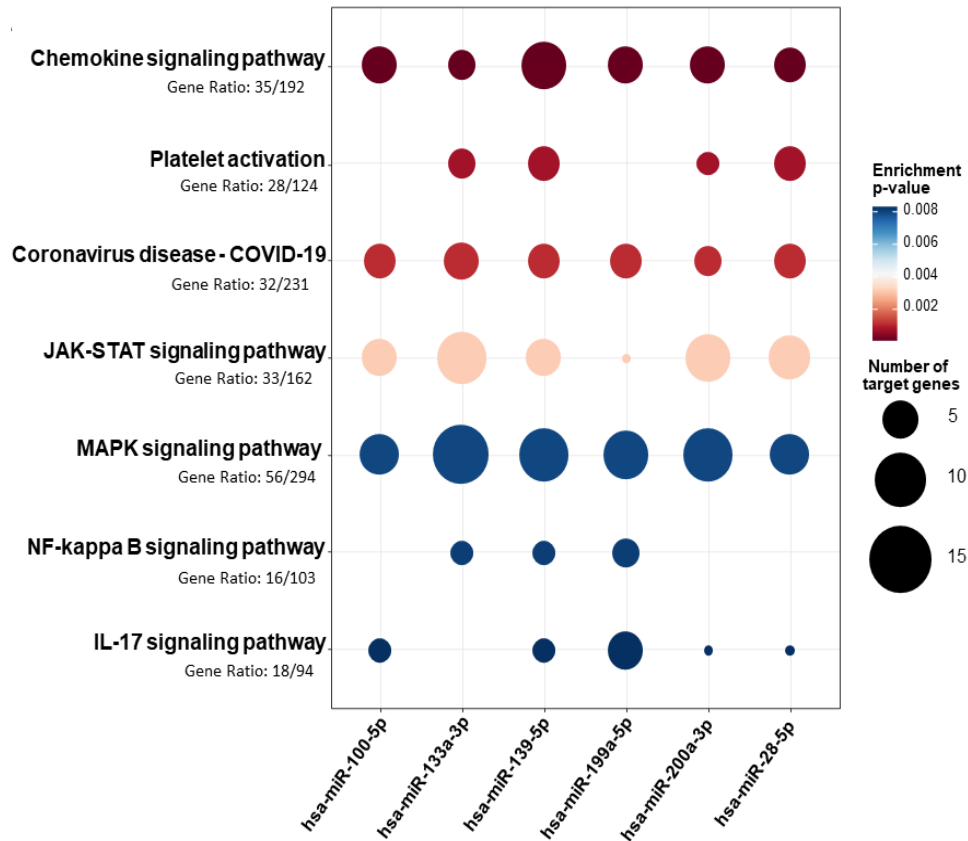 Chemokine signaling pathway
Gene Ratio: 35/192
Platelet activation
Gene Ratio: 28/124
Coronavirus disease - COVID-19
Gene Ratio: 32/231
JAK-STAT signaling pathway
Gene Ratio: 33/162
MAPK signaling pathway
Gene Ratio: 56/294
NF-kappa B signaling pathway
Gene Ratio: 16/103
IL-17 signaling pathway
Gene Ratio: 18/94
hsa-miR-100-5p
hsa-miR-133a-3p
hsa-miR-139-5p
hsa-miR-199a-5p
hsa-miR-200a-3p
hsa-miR-28-5p
Enrichment
p-value
0.008
0.006
0.004
0.002
Number of
target genes
5
10
15